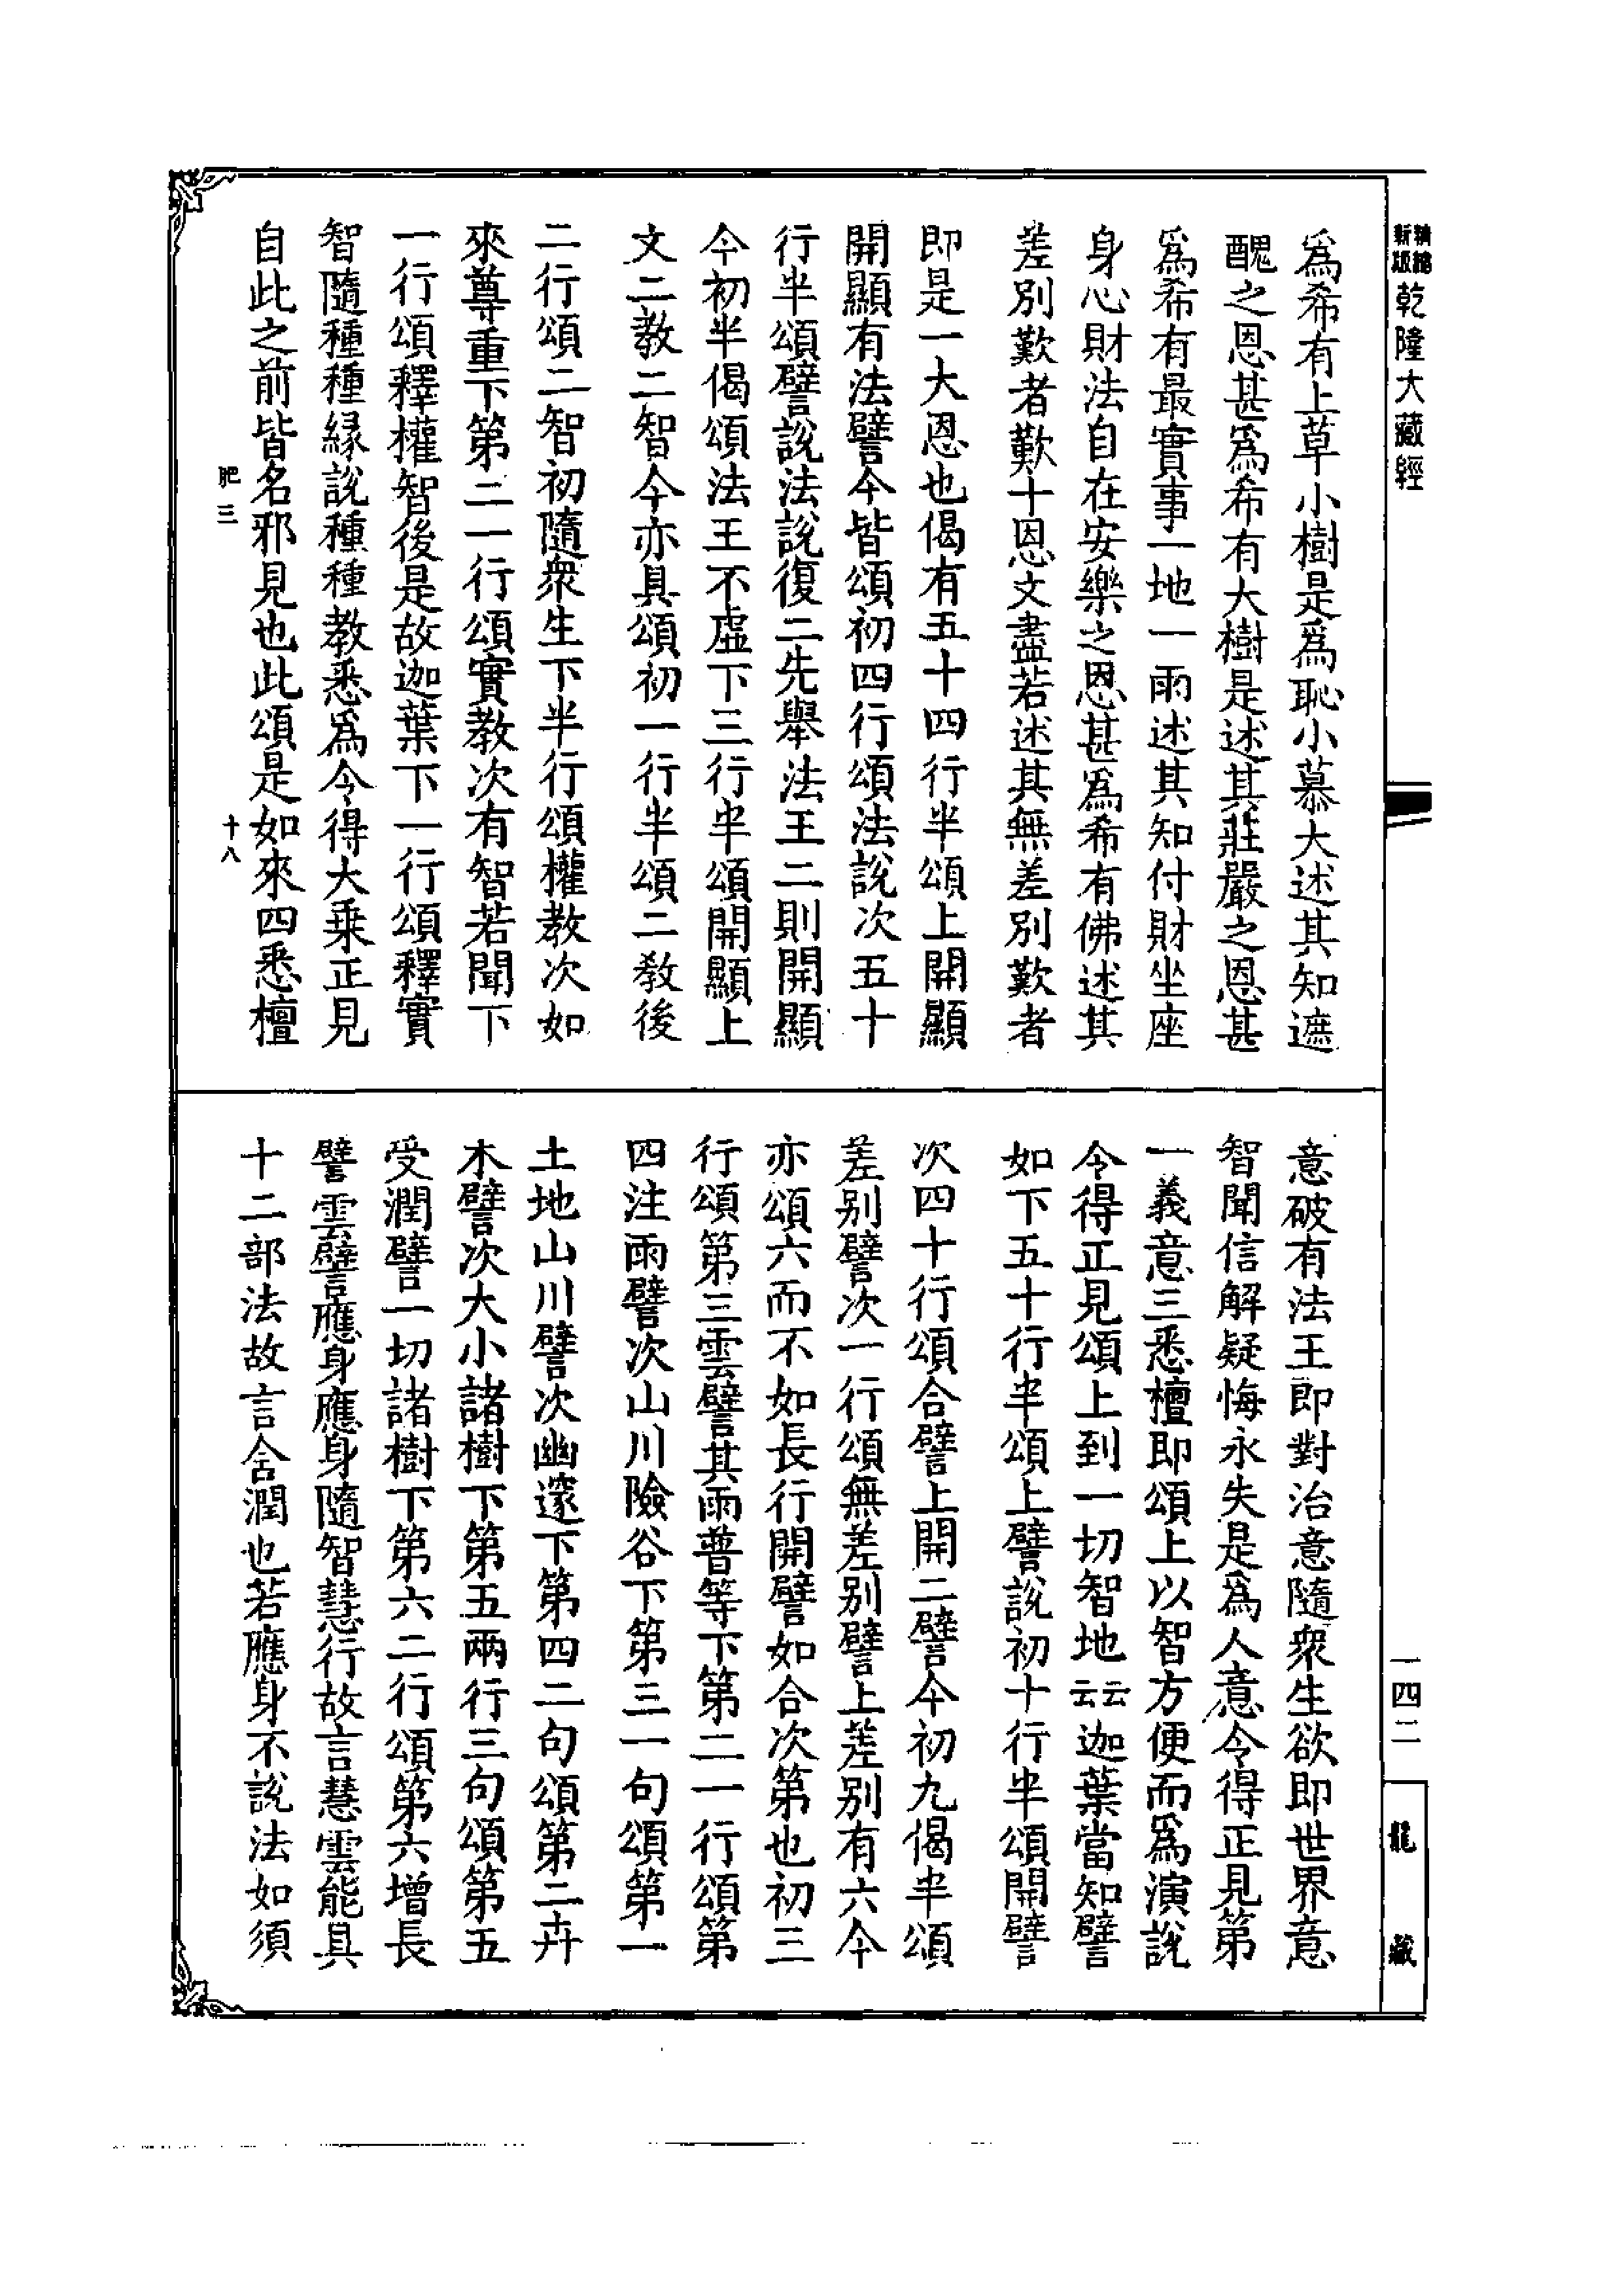 精縮
新版
乾隆大藏經
爲希有上草小樹是爲恥小慕大述其知遮
醜之恩甚爲希有大樹是述其莊嚴之恩甚
爲希有最實事一地一雨述其知付財坐座
身心財法自在安樂之恩甚爲希有佛述其
差別歎者歎十恩文盡若述其無差別歎者
即是一大恩也偈有五十四行半頌上開顯
開顯有法譬今皆頌初四行頌法說次五十
行半頌譬說法說復二先舉法王二則開顯
今初半偈頌法王不虛下三行半頌開顯上
文二教二智今亦具頌初一行半頌二教後
二行頌二智初隨衆生下半行頌權教次如
來尊重下第二一行頌實教次有智若聞下
一行頌釋權智後是故迦葉下一行頌釋實
智隨種種緣說種種教悉爲今得大乗正見
自此之前皆名邪見也此頌是如來四悉檀
肥三
十八
意破有法王即對治意隨衆生欲即世界意
智聞信解疑悔永失是爲人意令得正見第
一義意三悉檀即頌上以智方便而爲演說
令得正見頌上到一切智地云云迦葉當知譬
如下五十行半頌上譬說初十行半頌開譬
次四十行頌合譬上開二譬今初九偈半頌
差别譬次一行頌無差别譬上差别有六今
亦頌六而不如長行開譬如合次第也初三
行頌第三雲譬其雨普等下第二一行頌第
四注雨譬次山川險谷下第三一句頌第一
土地山川譬次幽邃下第四二句頌第二卉
木譬次大小諸樹下第五兩行三句頌第五
受潤譬一切諸樹下第六二行頌第六增長
譬雲譬應身應身隨智慧行故言慧雲能具
十二部法故言含潤也若應身不說法如須
一四二
龍藏